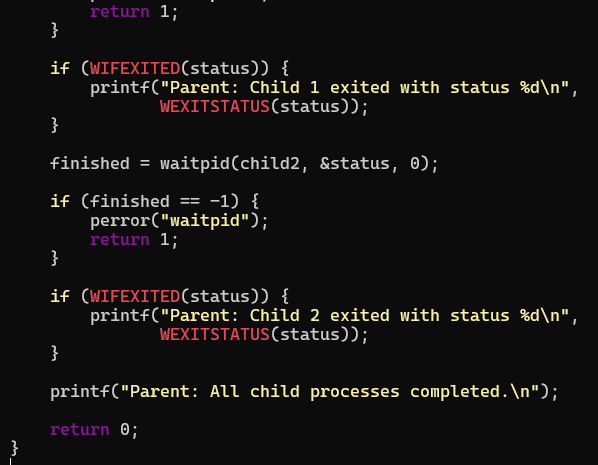 return 1;
    }

    if (WIFEXITED(status)) {
        printf("Parent: Child 1 exited with status %d\n",
               WEXITSTATUS(status));
    }

    finished = waitpid(child2, &status, 0);

    if (finished == -1) {
        perror("waitpid");
        return 1;
    }

    if (WIFEXITED(status)) {
        printf("Parent: Child 2 exited with status %d\n",
               WEXITSTATUS(status));
    }

    printf("Parent: All child processes completed.\n");

    return 0;
}